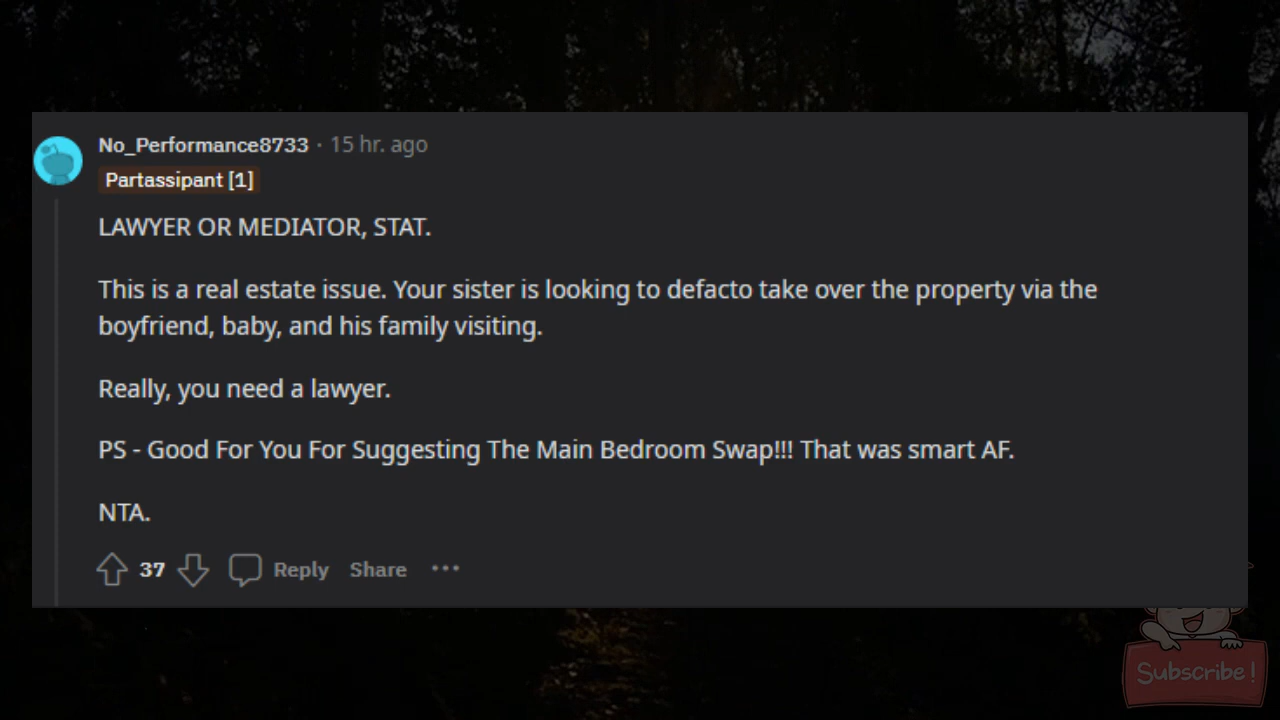 No_Performance8733 · 15 hr. ago
Partassipant [1]
LAWYER OR MEDIATOR, STAT.
This is a real estate issue. Your sister is looking to defacto take over the property via the
boyfriend, baby, and his family visiting.
Really, you need a lawyer.
PS - Good For You For Suggesting The Main Bedroom Swap!!! That was smart AF.
NTA.
37 Reply Share ···
Subscribe!